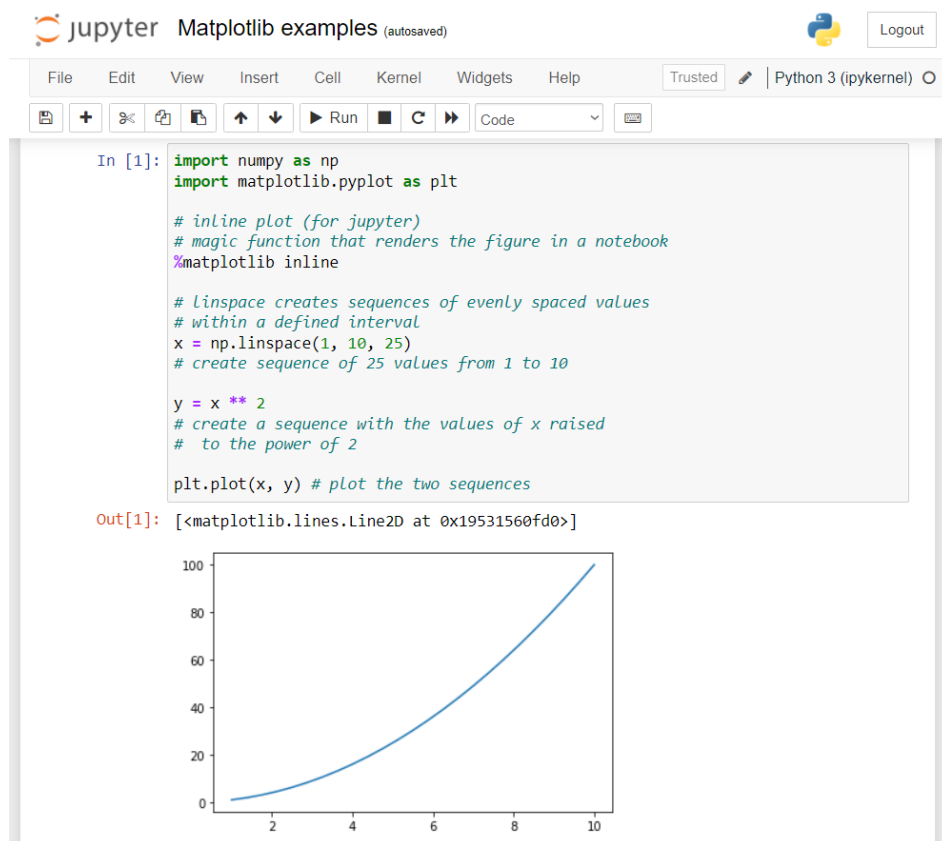 jupyter Matplotlib examples (autosaved) Logout
File Edit View Insert Cell Kernel Widgets Help Trusted Python 3 (ipykernel)
Run Code
In [1]: import numpy as np
import matplotlib.pyplot as plt
# inline plot (for jupyter)
# magic function that renders the figure in a notebook
%matplotlib inline
# linspace creates sequences of evenly spaced values
# within a defined interval
x = np.linspace(1, 10, 25)
# create sequence of 25 values from 1 to 10
y = x ** 2
# create a sequence with the values of x raised
#  to the power of 2
plt.plot(x, y) # plot the two sequences
Out[1]: [<matplotlib.lines.Line2D at 0x19531560fd0>]
100
80
60
40
20
0
2 4 6 8 10